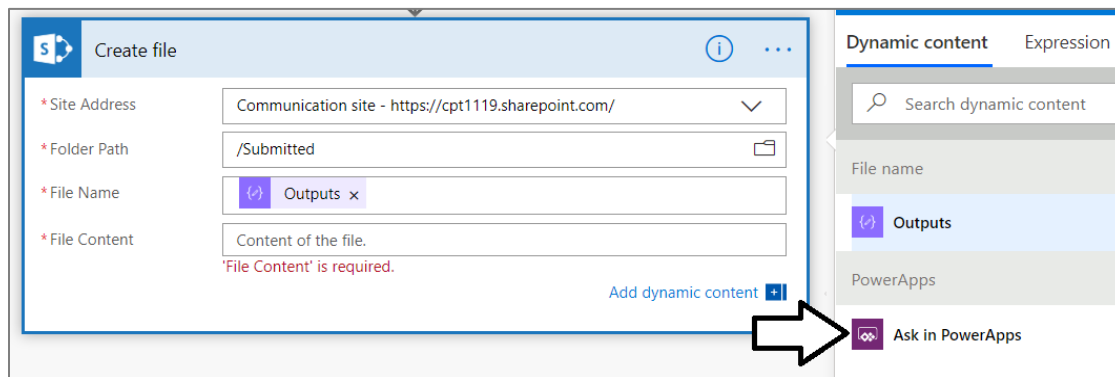 Create file
* Site Address
Communication site - https://cpt1119.sharepoint.com/
* Folder Path
/Submitted
* File Name
Outputs ×
* File Content
Content of the file.
'File Content' is required.
Add dynamic content
Dynamic content Expression
Search dynamic content
File name
Outputs
PowerApps
Ask in PowerApps